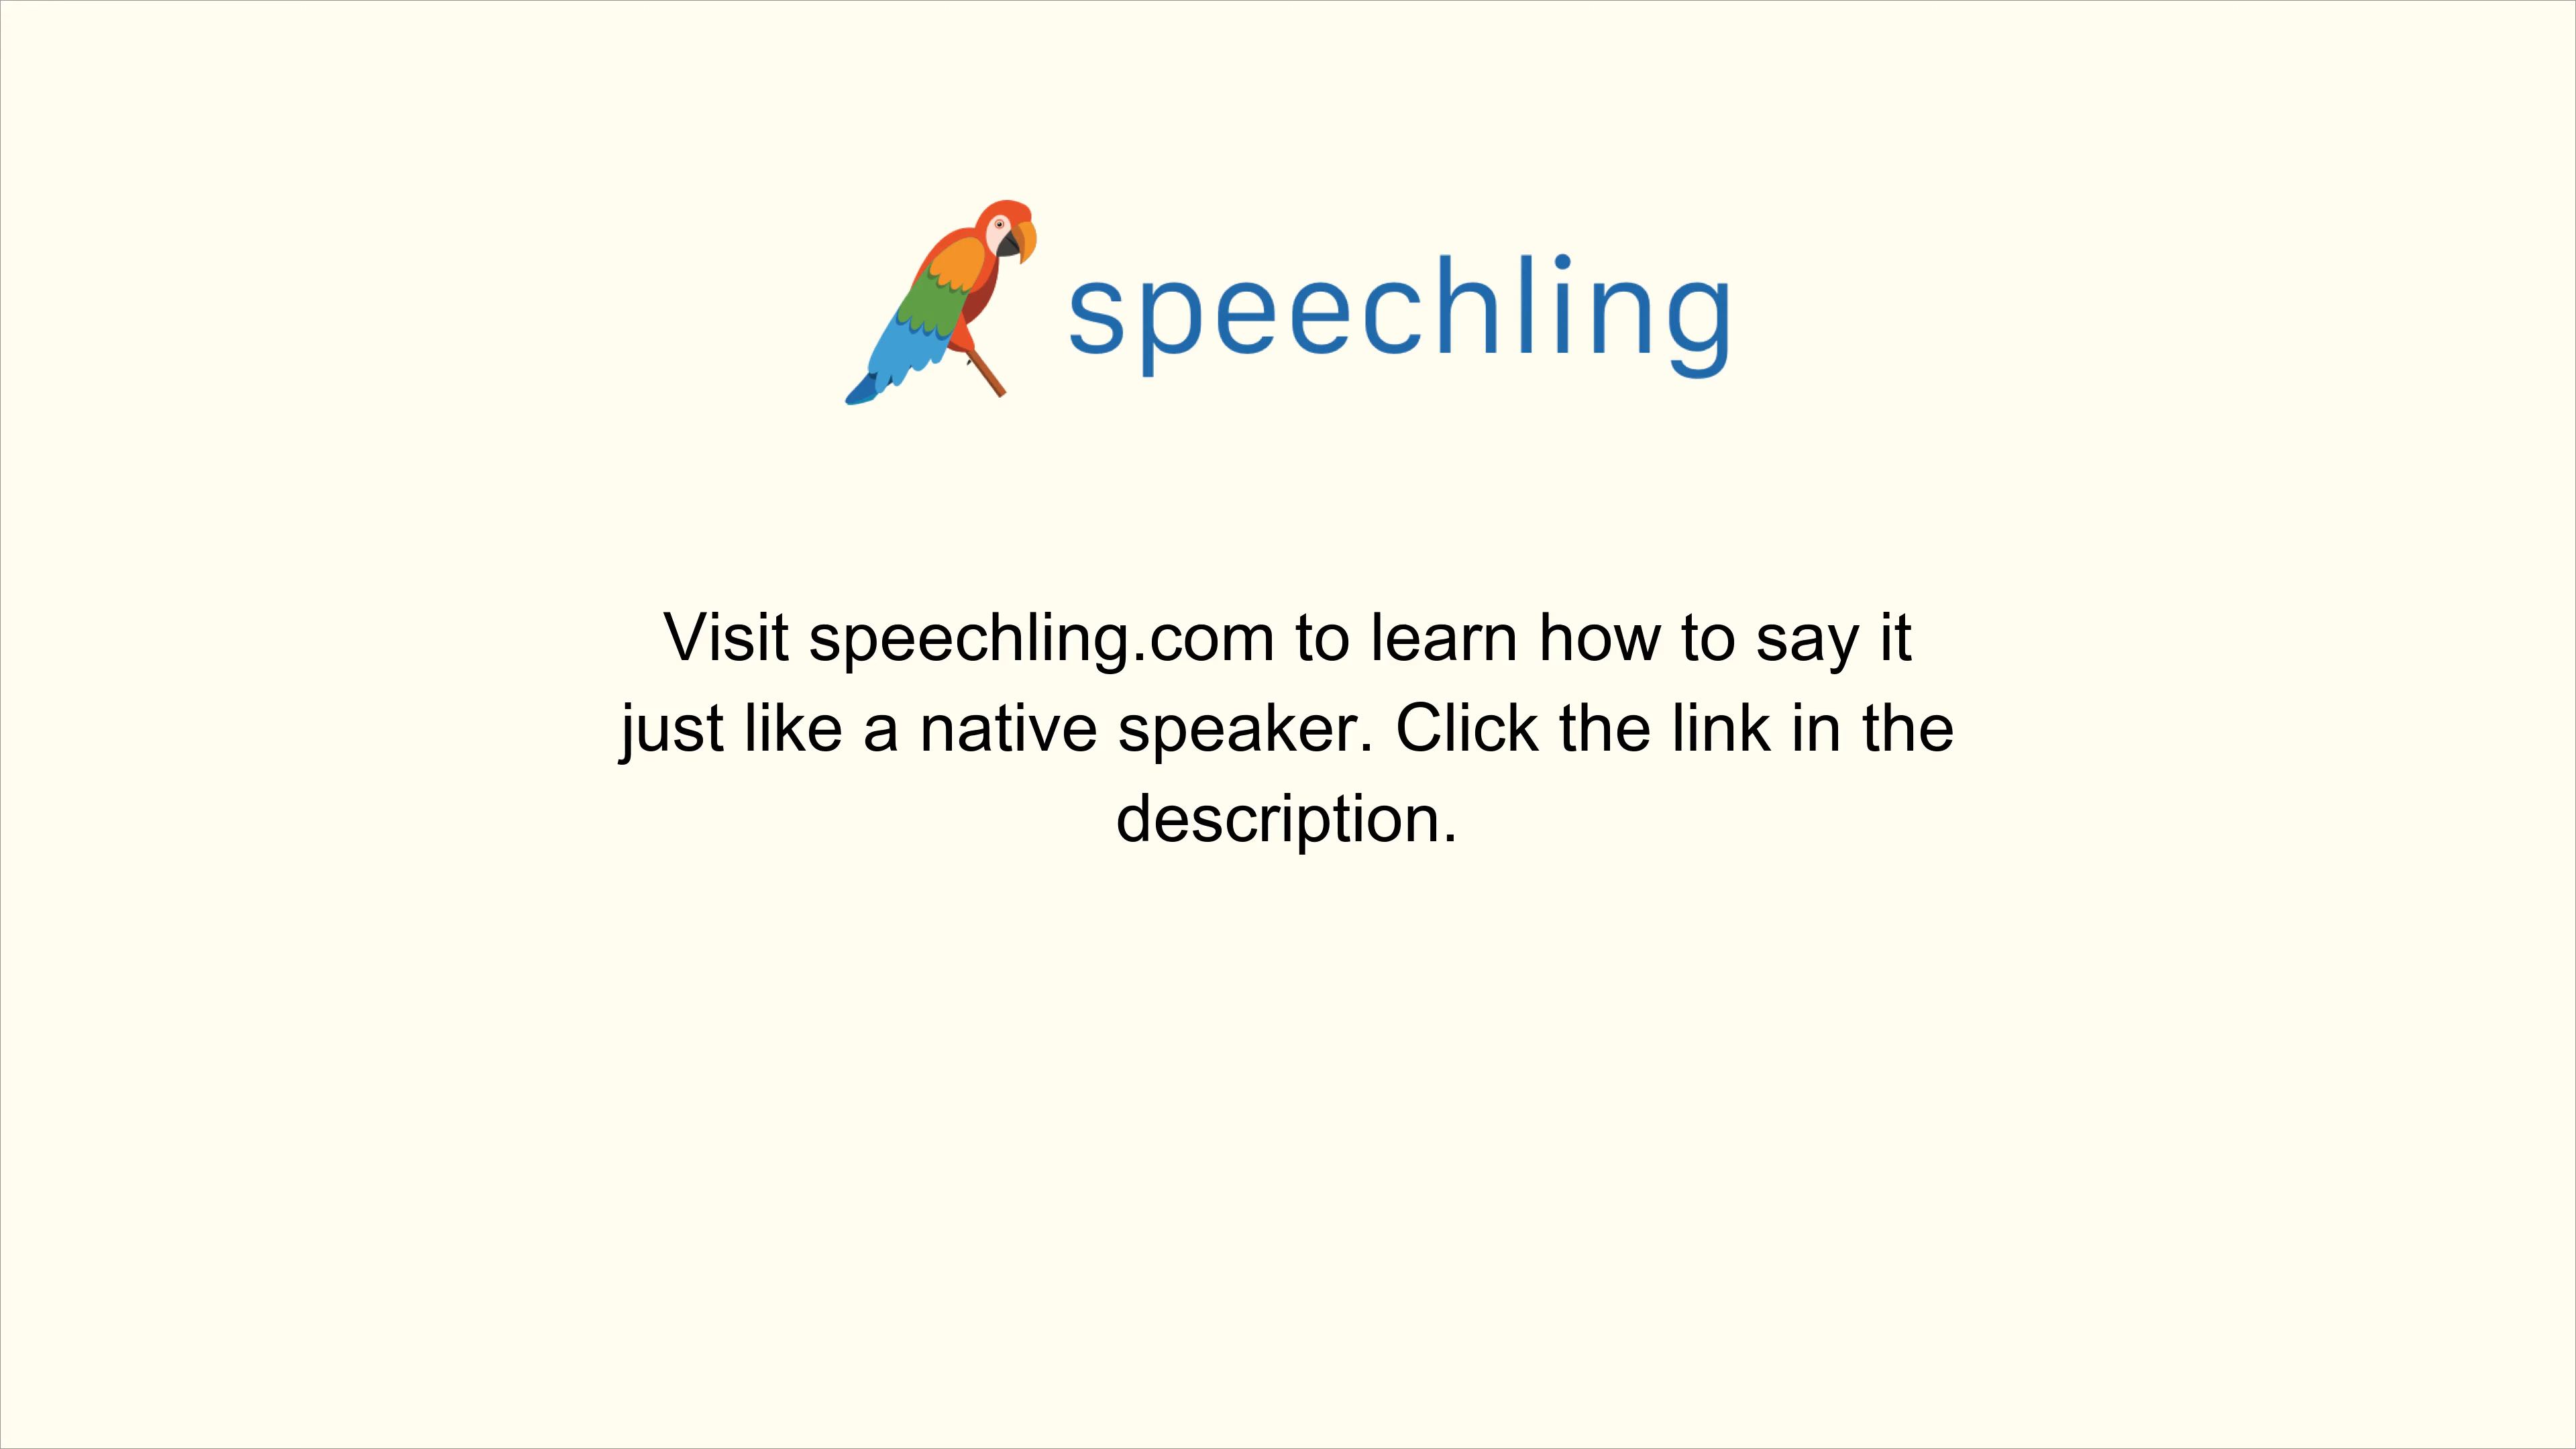 speechling
Visit speechling.com to learn how to say it
just like a native speaker. Click the link in the
description.